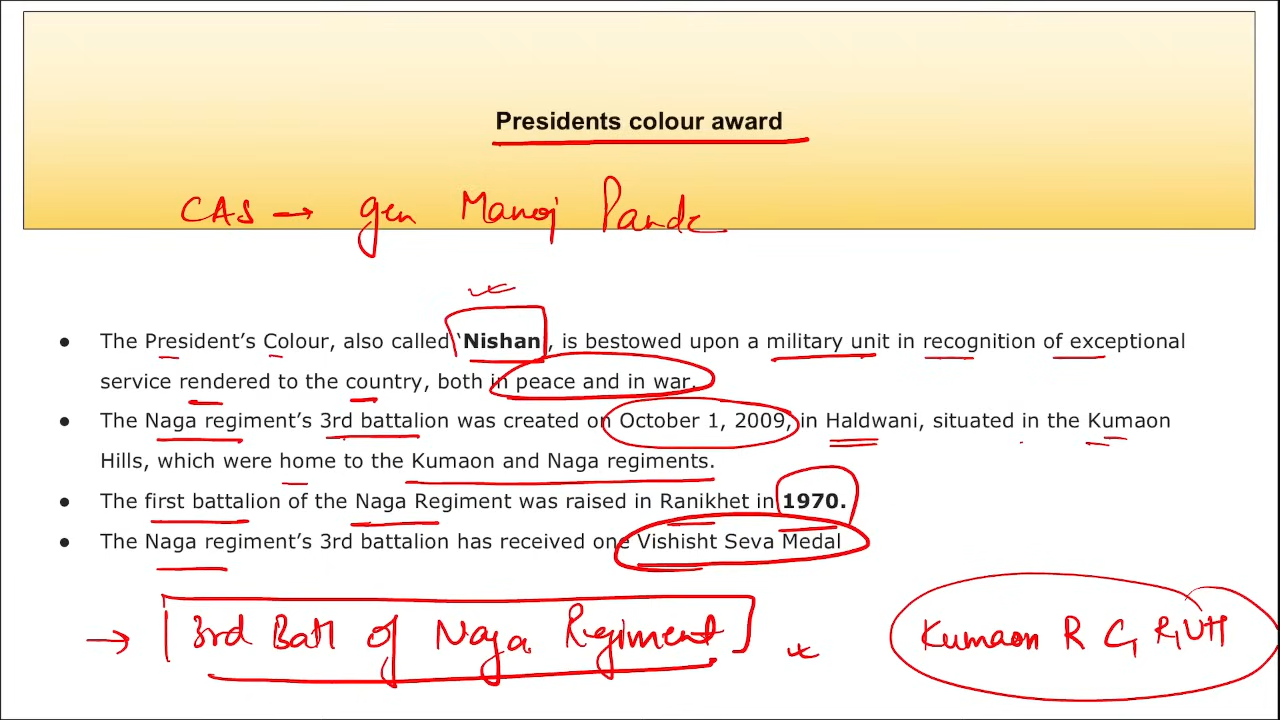 Presidents colour award
CAS → gen Manoj Pande
● The President's Colour, also called 'Nishan', is bestowed upon a military unit in recognition of exceptional
service rendered to the country, both in peace and in war.
● The Naga regiment's 3rd battalion was created on October 1, 2009, in Haldwani, situated in the Kumaon
Hills, which were home to the Kumaon and Naga regiments.
● The first battalion of the Naga Regiment was raised in Ranikhet in 1970.
● The Naga regiment's 3rd battalion has received one Vishisht Seva Medal
→ 3rd Batl of Naga Regiment
Kumaon R